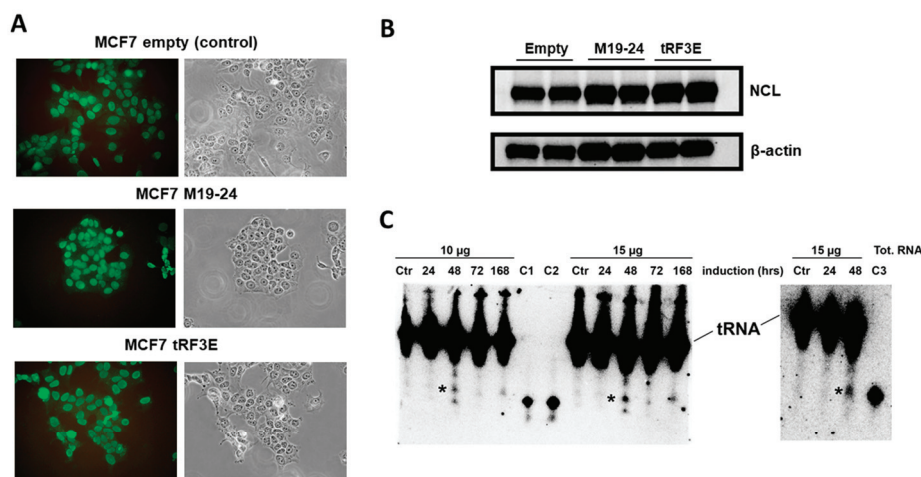 A
MCF7 empty (control)
MCF7 M19-24
MCF7 tRF3E
B
Empty M19-24 tRF3E
NCL
β-actin
C
10 µg 15 µg 15 µg Tot. RNA
Ctr 24 48 72 168 C1 C2 Ctr 24 48 72 168 induction (hrs) Ctr 24 48 C3
tRNA
* * *